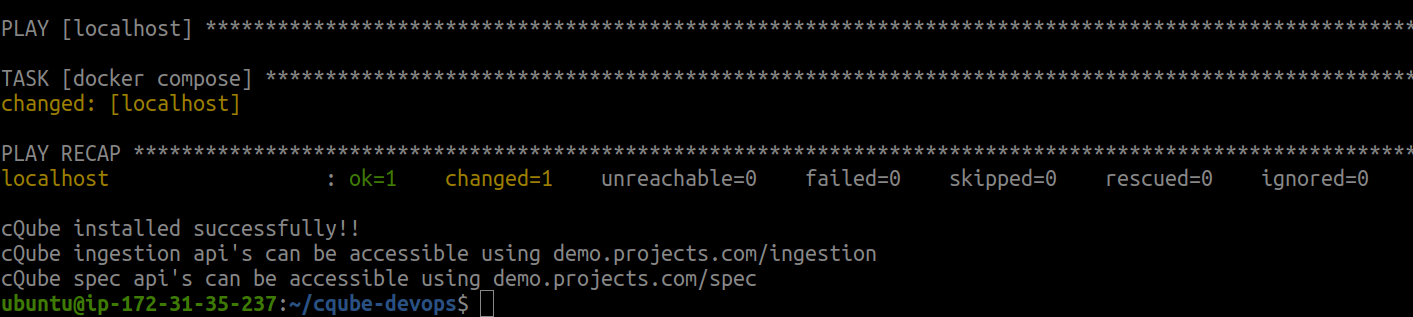 PLAY [localhost] *****************************************************************************************************
TASK [docker compose] ************************************************************************************************
changed: [localhost]
PLAY RECAP ***********************************************************************************************************
localhost                  : ok=1    changed=1    unreachable=0    failed=0    skipped=0    rescued=0    ignored=0
cQube installed successfully!!
cQube ingestion api's can be accessible using demo.projects.com/ingestion
cQube spec api's can be accessible using demo.projects.com/spec
ubuntu@ip-172-31-35-237:~/cqube-devops$